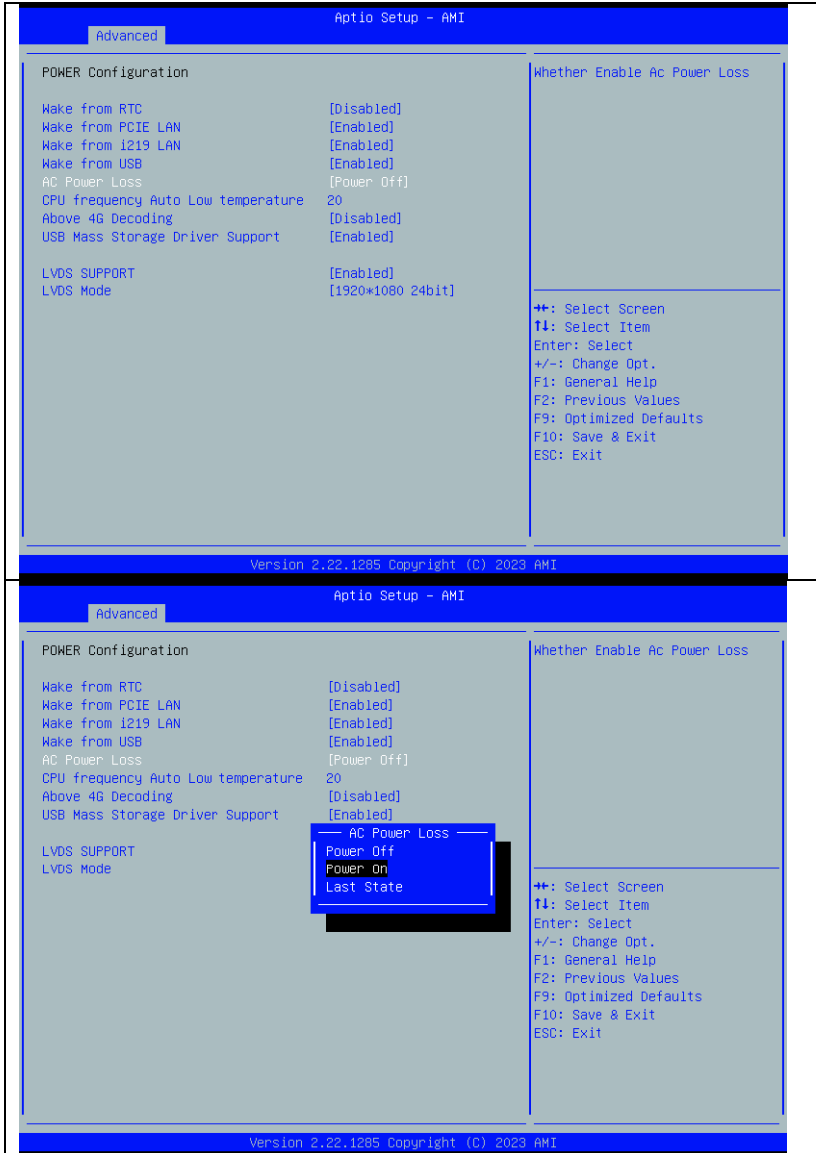 Aptio Setup – AMI
Advanced
POWER Configuration
Whether Enable Ac Power Loss
Wake from RTC [Disabled]
Wake from PCIE LAN [Enabled]
Wake from i219 LAN [Enabled]
Wake from USB [Enabled]
AC Power Loss [Power Off]
CPU frequency Auto Low temperature 20
Above 4G Decoding [Disabled]
USB Mass Storage Driver Support [Enabled]
LVDS SUPPORT [Enabled]
LVDS Mode [1920*1080 24bit]
→←: Select Screen
↑↓: Select Item
Enter: Select
+/-: Change Opt.
F1: General Help
F2: Previous Values
F9: Optimized Defaults
F10: Save & Exit
ESC: Exit
Version 2.22.1285 Copyright (C) 2023 AMI
Aptio Setup – AMI
Advanced
POWER Configuration
Whether Enable Ac Power Loss
Wake from RTC [Disabled]
Wake from PCIE LAN [Enabled]
Wake from i219 LAN [Enabled]
Wake from USB [Enabled]
AC Power Loss [Power Off]
CPU frequency Auto Low temperature 20
Above 4G Decoding [Disabled]
USB Mass Storage Driver Support [Enabled]
LVDS SUPPORT
LVDS Mode
AC Power Loss
Power Off
Power On
Last State
→←: Select Screen
↑↓: Select Item
Enter: Select
+/-: Change Opt.
F1: General Help
F2: Previous Values
F9: Optimized Defaults
F10: Save & Exit
ESC: Exit
Version 2.22.1285 Copyright (C) 2023 AMI